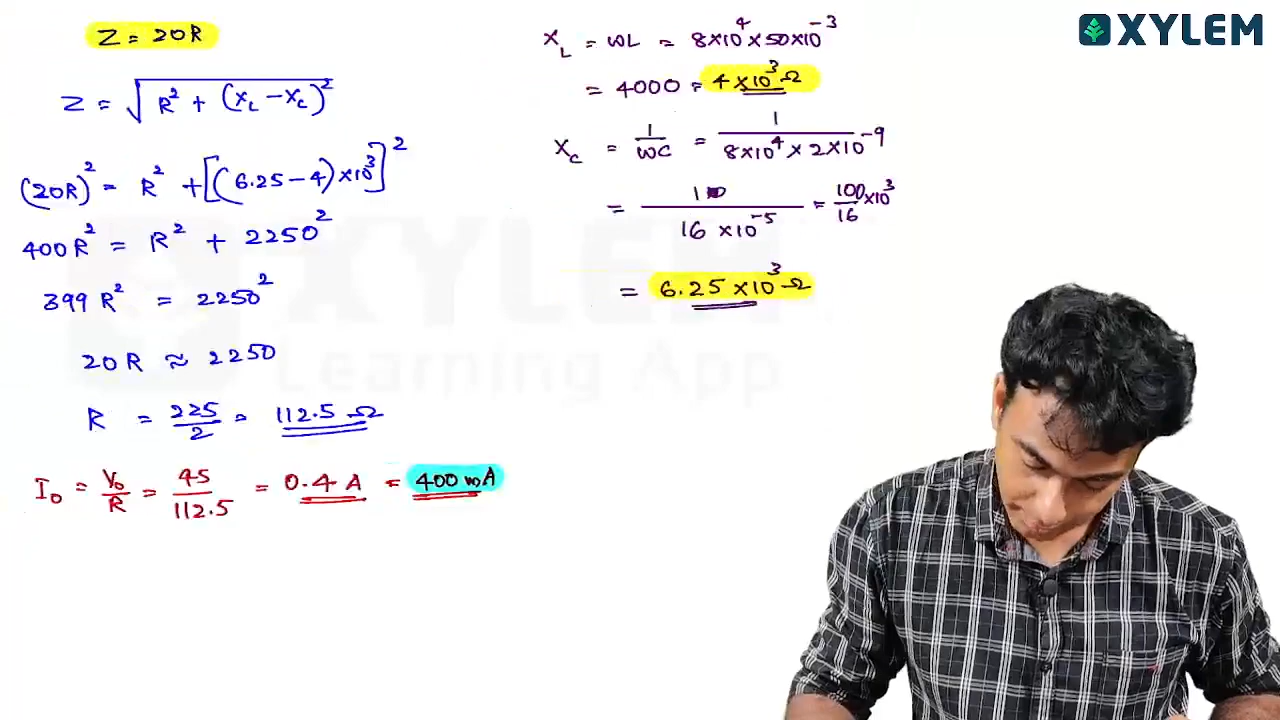 XYLEM
Z = 20R
Z = √(R² + (X_L − X_C)²)
(20R)² = R² + [(6.25 − 4) × 10³]²
400R² = R² + 2250²
399 R² = 2250²
20R ≈ 2250
R = 225/2 = 112.5 Ω
I₀ = V₀/R = 45/112.5 = 0.4 A = 400 mA
X_L = ωL = 8×10⁴ × 50×10⁻³
= 4000 = 4×10³ Ω
X_C = 1/ωC = 1/(8×10⁴ × 2×10⁻⁹)
= 1/(16 × 10⁻⁵) = 100/16 × 10³
= 6.25 × 10³ Ω
XYLEM
Learning App